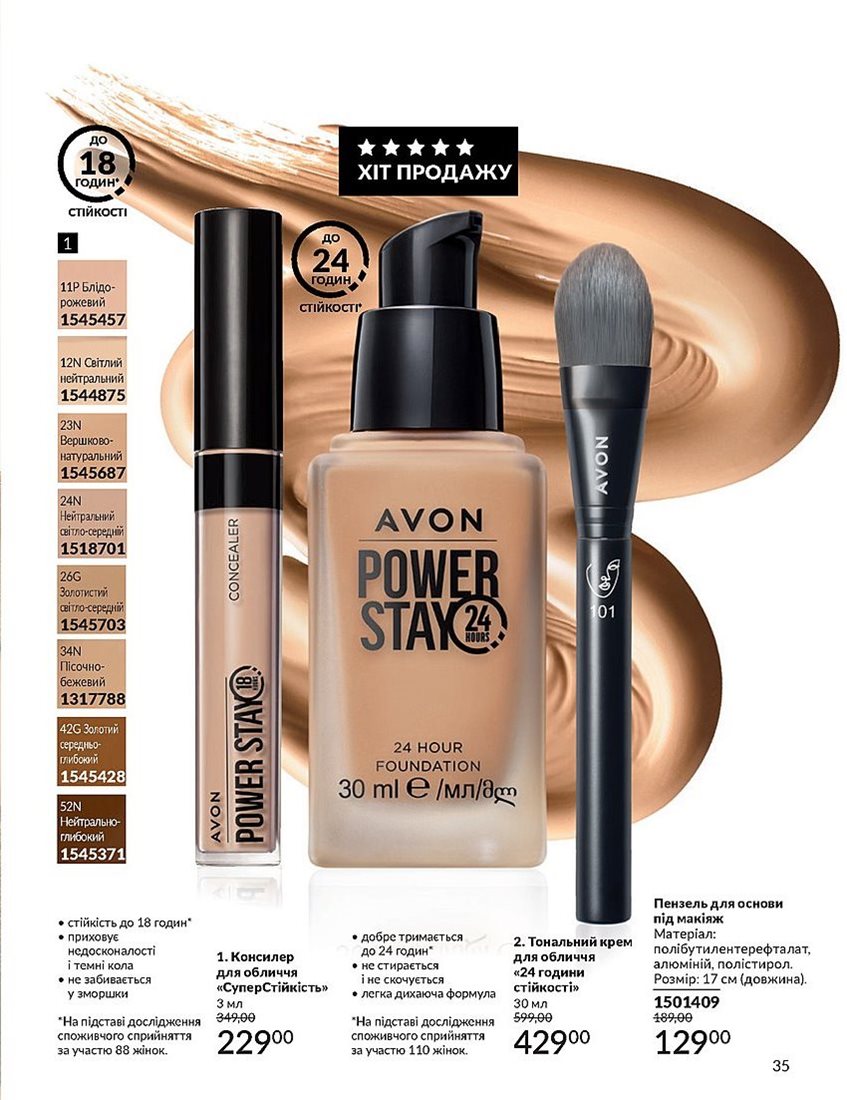 ДО
18
ГОДИН*
СТІЙКОСТІ
ХІТ ПРОДАЖУ
1
11P Блідо-
рожевий
1545457
12N Світлий
нейтральний
1544875
23N
Вершково-
натуральний
1545687
24N
Нейтральний
світло-середній
1518701
26G
Золотистий
світло-середній
1545703
34N
Пісочно-
бежевий
1317788
42G Золотий
середньо-
глибокий
1545428
52N
Нейтрально-
глибокий
1545371
CONCEALER
AVON
POWER STAY
18
HOURS
ДО
24
ГОДИН
СТІЙКОСТІ*
AVON
POWER
STAY
24
HOURS
24 HOUR
FOUNDATION
30 ml ℮ /мл/მლ
AVON
101
• стійкість до 18 годин*
• приховує
недосконалості
і темні кола
• не забивається
у зморшки
*На підставі дослідження
споживчого сприйняття
за участю 88 жінок.
1. Консилер
для обличчя
«СуперСтійкість»
3 мл
349,00
22900
• добре тримається
до 24 годин*
• не стирається
і не скочується
• легка дихаюча формула
*На підставі дослідження
споживчого сприйняття
за участю 110 жінок.
2. Тональний крем
для обличчя
«24 години
стійкості»
30 мл
599,00
42900
Пензель для основи
під макіяж
Матеріал:
полібутилентерефталат,
алюміній, полістирол.
Розмір: 17 см (довжина).
1501409
189,00
12900
35